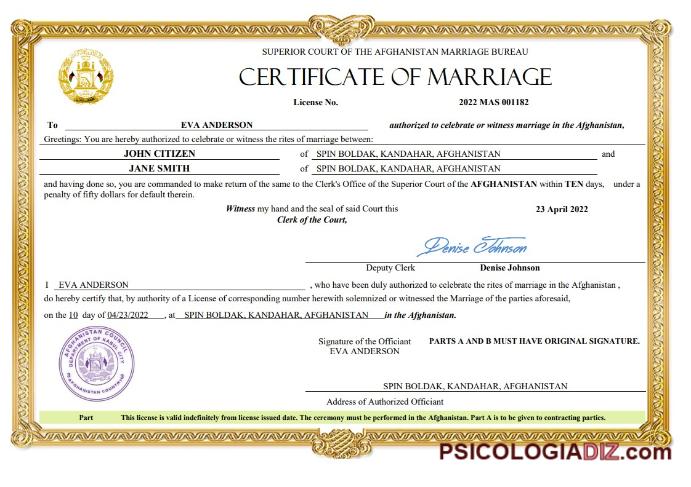 SUPERIOR COURT OF THE AFGHANISTAN MARRIAGE BUREAU
CERTIFICATE OF MARRIAGE
License No. 2022 MAS 001182
To EVA ANDERSON authorized to celebrate or witness marriage in the Afghanistan,
Greetings: You are hereby authorized to celebrate or witness the rites of marriage between:
JOHN CITIZEN of SPIN BOLDAK, KANDAHAR, AFGHANISTAN and
JANE SMITH of SPIN BOLDAK, KANDAHAR, AFGHANISTAN
and having done so, you are commanded to make return of the same to the Clerk's Office of the Superior Court of the AFGHANISTAN within TEN days, under a
penalty of fifty dollars for default therein.
Witness my hand and the seal of said Court this 23 April 2022
Clerk of the Court,
Denise Johnson
Deputy Clerk Denise Johnson
I EVA ANDERSON , who have been duly authorized to celebrate the rites of marriage in the Afghanistan ,
do hereby certify that, by authority of a License of corresponding number herewith solemnized or witnessed the Marriage of the parties aforesaid,
on the 10 day of 04/23/2022 , at SPIN BOLDAK, KANDAHAR, AFGHANISTAN in the Afghanistan.
AFGHANISTAN COUNCIL
DEPARTMENT OF KABUL CITY
Signature of the Officiant PARTS A AND B MUST HAVE ORIGINAL SIGNATURE.
EVA ANDERSON
SPIN BOLDAK, KANDAHAR, AFGHANISTAN
Address of Authorized Officiant
Part This license is valid indefinitely from license issued date. The ceremony must be performed in the Afghanistan. Part A is to be given to contracting parties.
PSICOLOGIADIZ.com